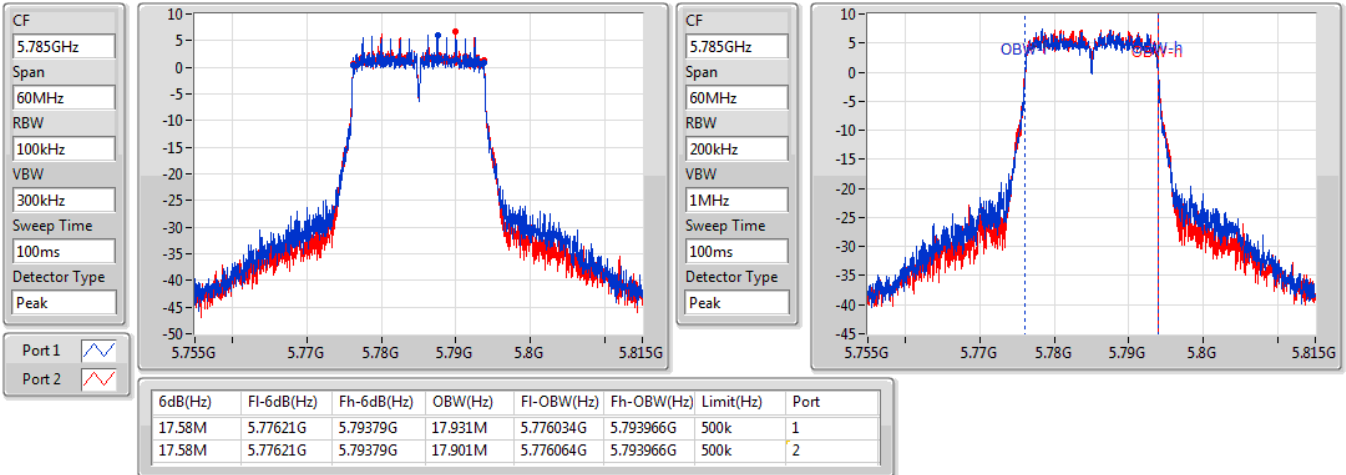 CF
5.785GHz
Span
60MHz
RBW
100kHz
VBW
300kHz
Sweep Time
100ms
Detector Type
Peak
Port 1
Port 2
10
5
0
-5
-10
-15
-20
-25
-30
-35
-40
-45
-50
5.755G 5.77G 5.78G 5.79G 5.8G 5.815G
CF
5.785GHz
Span
60MHz
RBW
200kHz
VBW
1MHz
Sweep Time
100ms
Detector Type
Peak
10
5
0
-5
-10
-15
-20
-25
-30
-35
-40
-45
OBW-h
5.755G 5.77G 5.78G 5.79G 5.8G 5.815G
6dB(Hz) Fl-6dB(Hz) Fh-6dB(Hz) OBW(Hz) Fl-OBW(Hz) Fh-OBW(Hz) Limit(Hz) Port
17.58M 5.77621G 5.79379G 17.931M 5.776034G 5.793966G 500k 1
17.58M 5.77621G 5.79379G 17.901M 5.776064G 5.793966G 500k 2